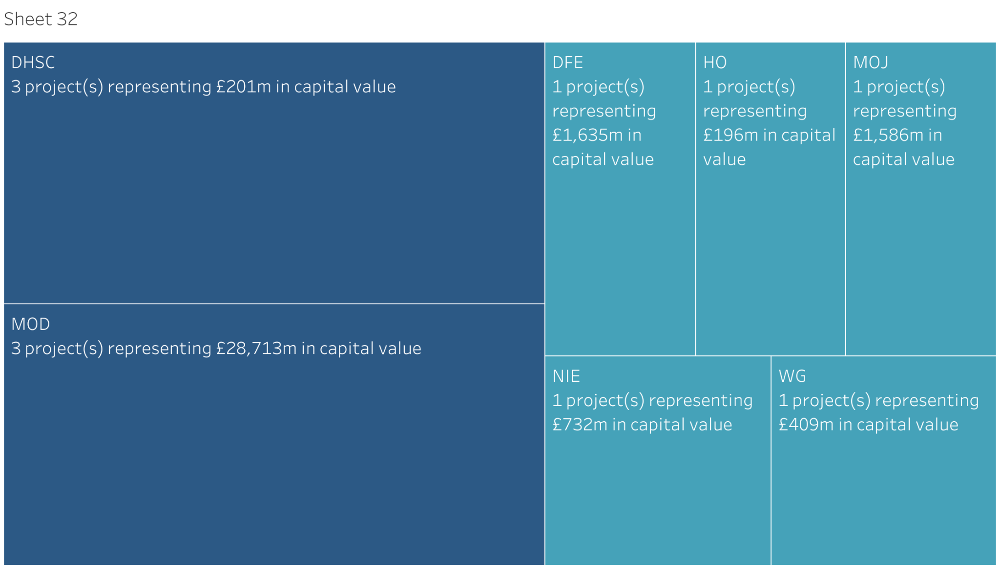 Sheet 32
DHSC
3 project(s) representing £201m in capital value
MOD
3 project(s) representing £28,713m in capital value
DFE
1 project(s)
representing
£1,635m in
capital value
HO
1 project(s)
representing
£196m in capital
value
MOJ
1 project(s)
representing
£1,586m in
capital value
NIE
1 project(s) representing
£732m in capital value
WG
1 project(s) representing
£409m in capital value